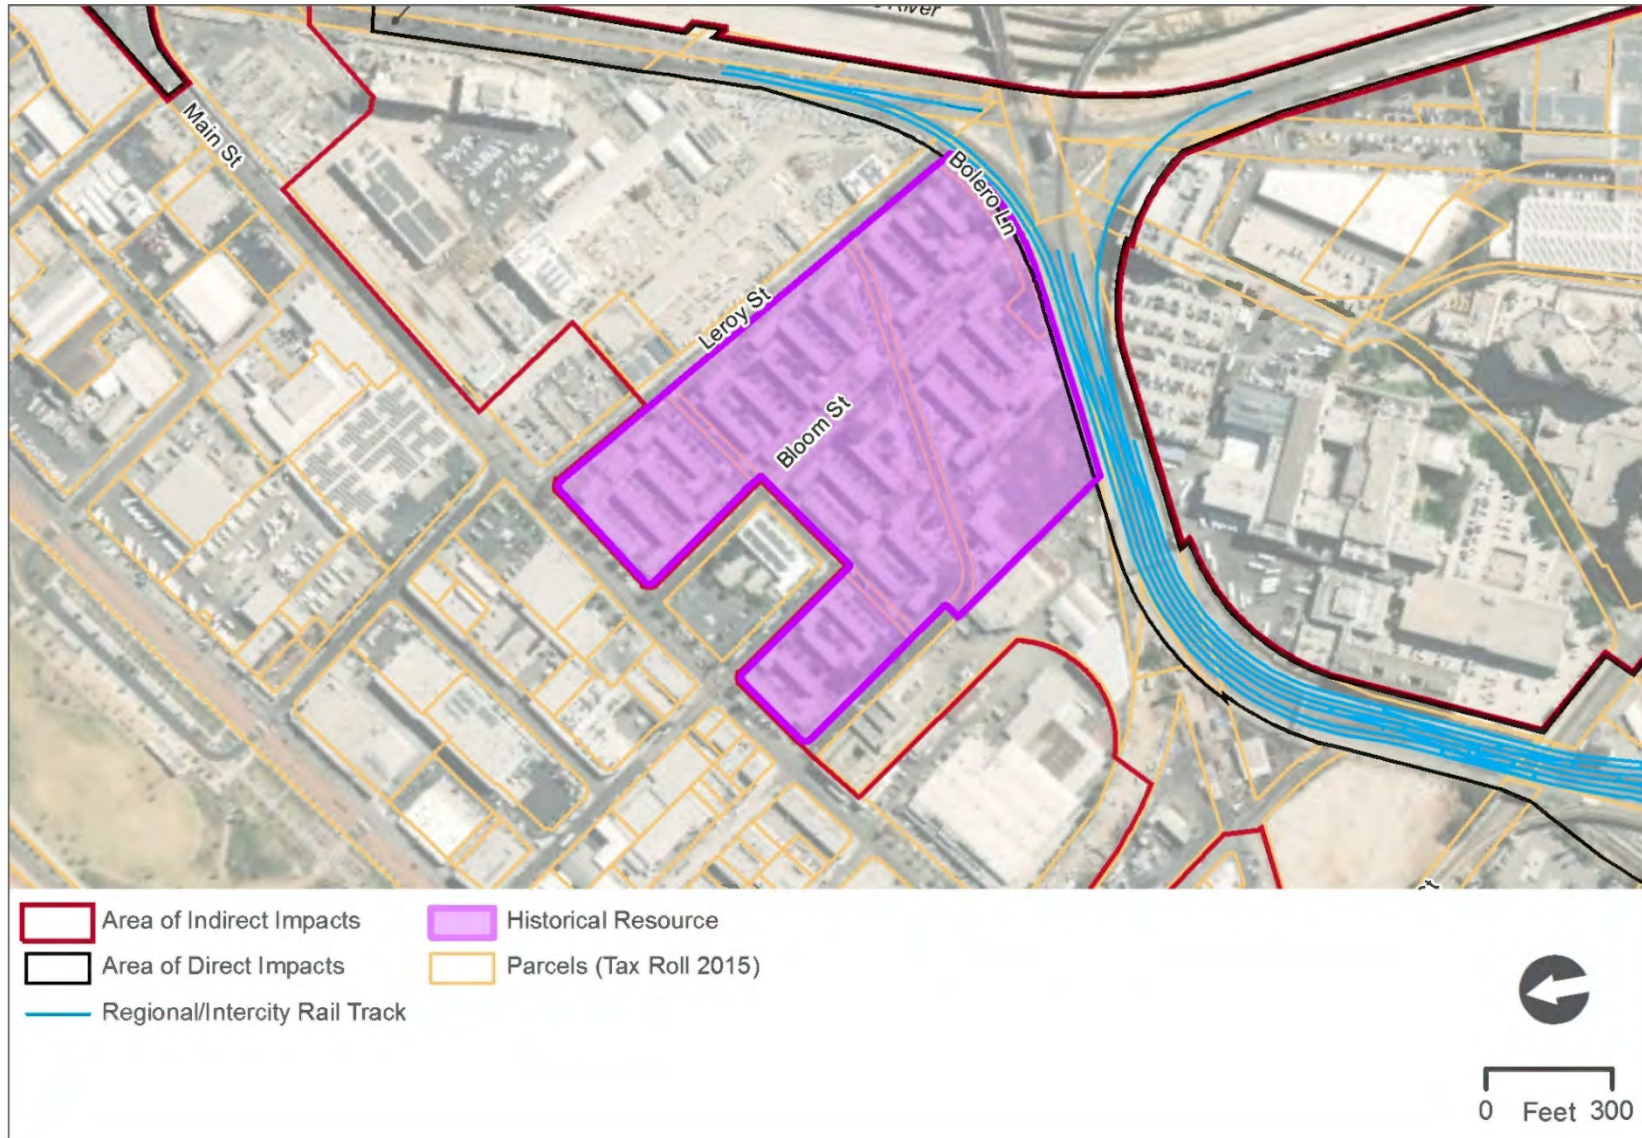 River
Main St
Bolero Ln
Leroy St
Bloom St
Area of Indirect Impacts
Historical Resource
Area of Direct Impacts
Parcels (Tax Roll 2015)
Regional/Intercity Rail Track
0 Feet 300